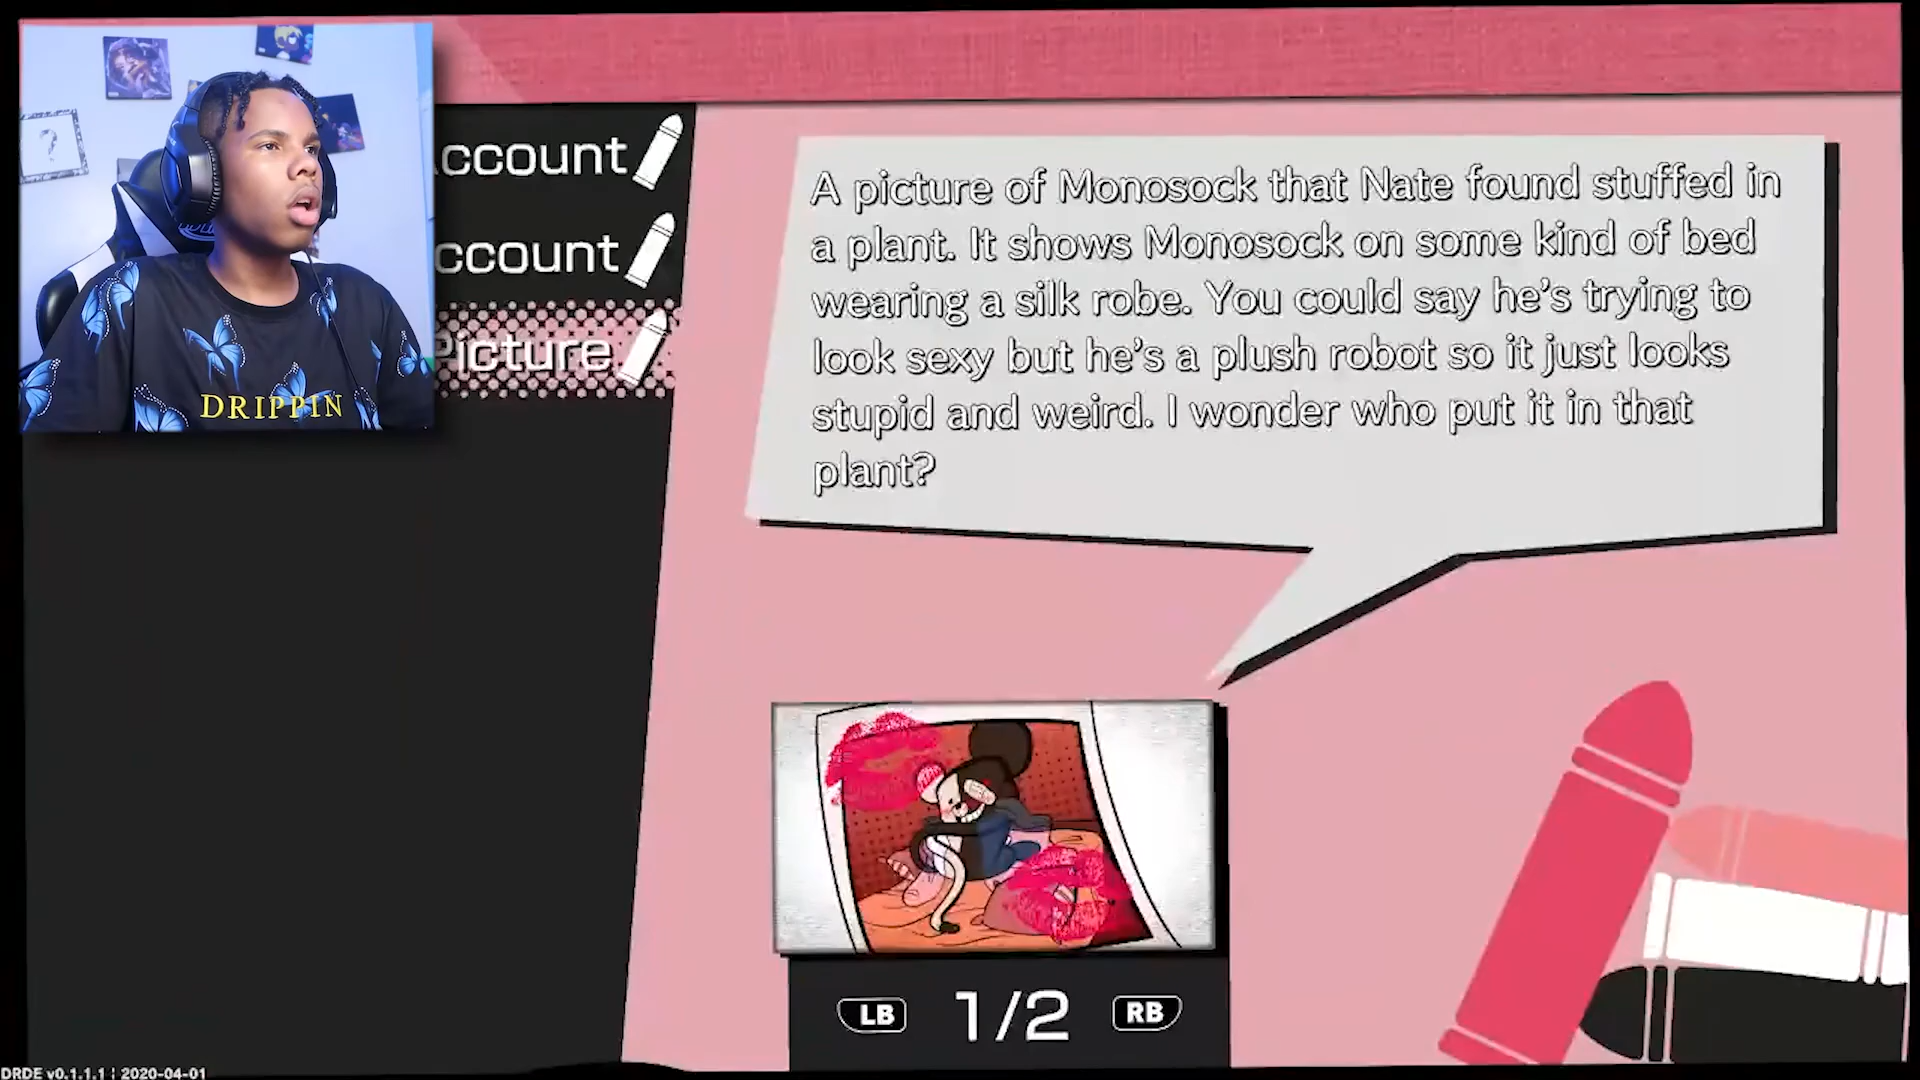 ccount
ccount
Picture
DRIPPIN
A picture of Monosock that Nate found stuffed in
a plant. It shows Monosock on some kind of bed
wearing a silk robe. You could say he's trying to
look sexy but he's a plush robot so it just looks
stupid and weird. I wonder who put it in that
plant?
LB 1/2 RB
DRDE v0.1.1.1 | 2020-04-01